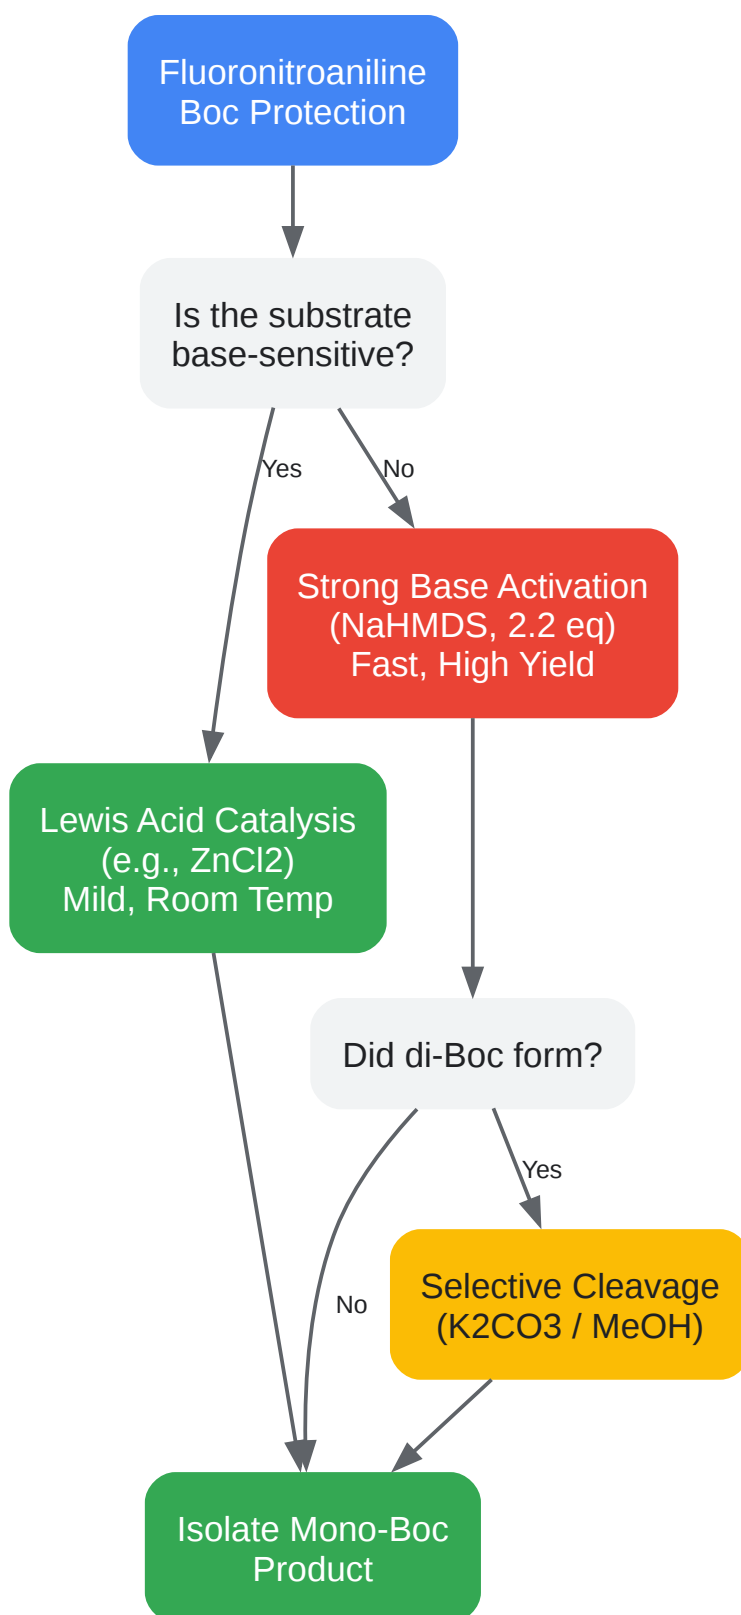 Fluoronitroaniline
Boc Protection
Is the substrate
base-sensitive?
Yes
No
Strong Base Activation
(NaHMDS, 2.2 eq)
Fast, High Yield
Lewis Acid Catalysis
(e.g., ZnCl2)
Mild, Room Temp
Did di-Boc form?
Yes
Selective Cleavage
(K2CO3 / MeOH)
No
Isolate Mono-Boc
Product